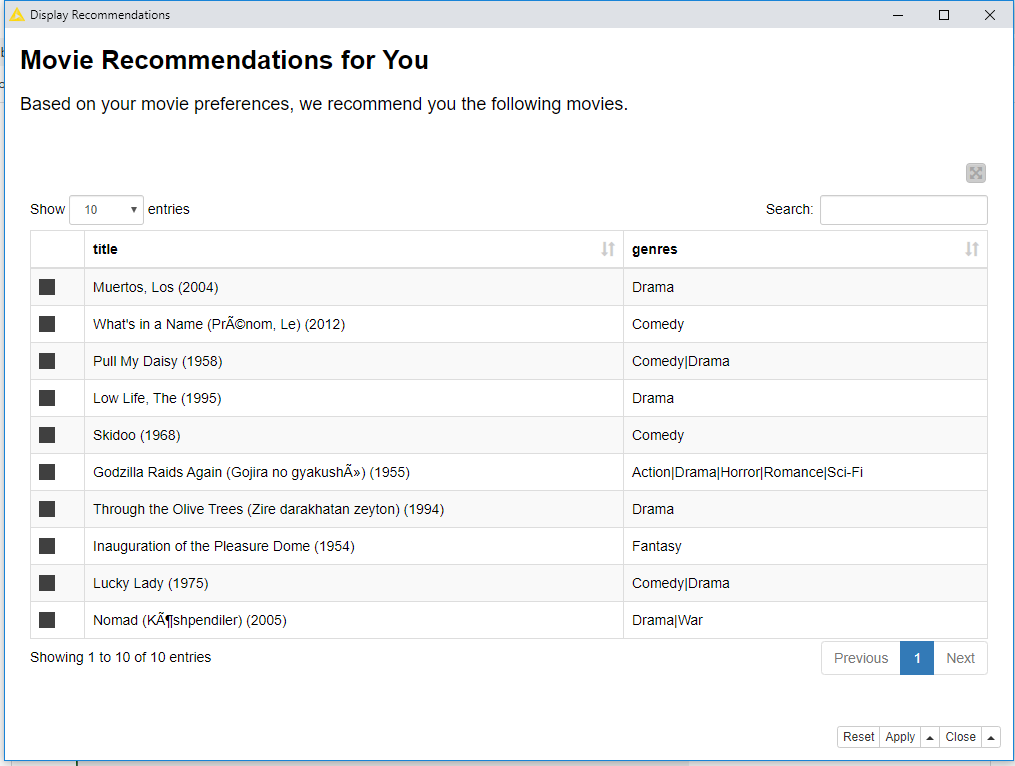 Display Recommendations
Movie Recommendations for You
Based on your movie preferences, we recommend you the following movies.
Show 10 entries Search:
title genres
Muertos, Los (2004) Drama
What's in a Name (PrÃ©nom, Le) (2012) Comedy
Pull My Daisy (1958) Comedy|Drama
Low Life, The (1995) Drama
Skidoo (1968) Comedy
Godzilla Raids Again (Gojira no gyakushÃ») (1955) Action|Drama|Horror|Romance|Sci-Fi
Through the Olive Trees (Zire darakhatan zeyton) (1994) Drama
Inauguration of the Pleasure Dome (1954) Fantasy
Lucky Lady (1975) Comedy|Drama
Nomad (KÃ¶shpendiler) (2005) Drama|War
Showing 1 to 10 of 10 entries Previous 1 Next
Reset Apply Close